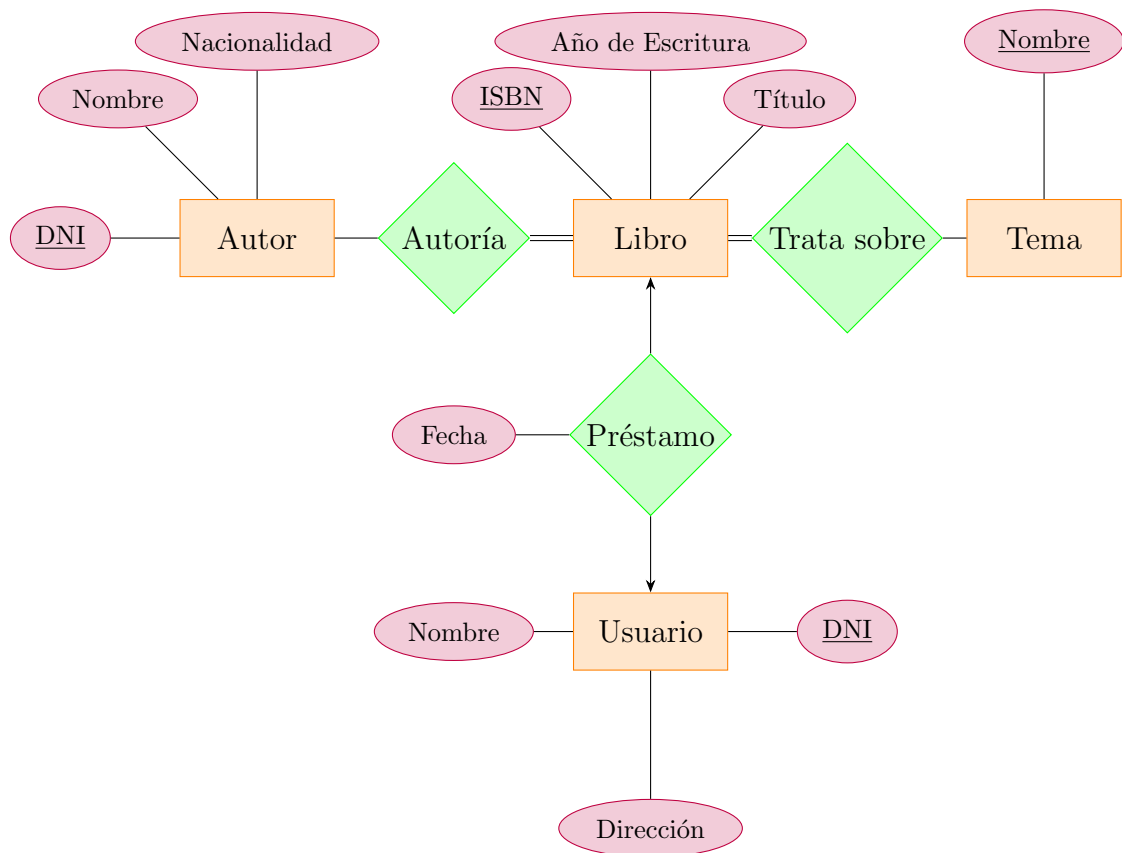 Nacionalidad
Año de Escritura
Nombre
Nombre
ISBN
Título
DNI
Autor
Autoría
Libro
Trata sobre
Tema
Fecha
Préstamo
Nombre
Usuario
DNI
Dirección